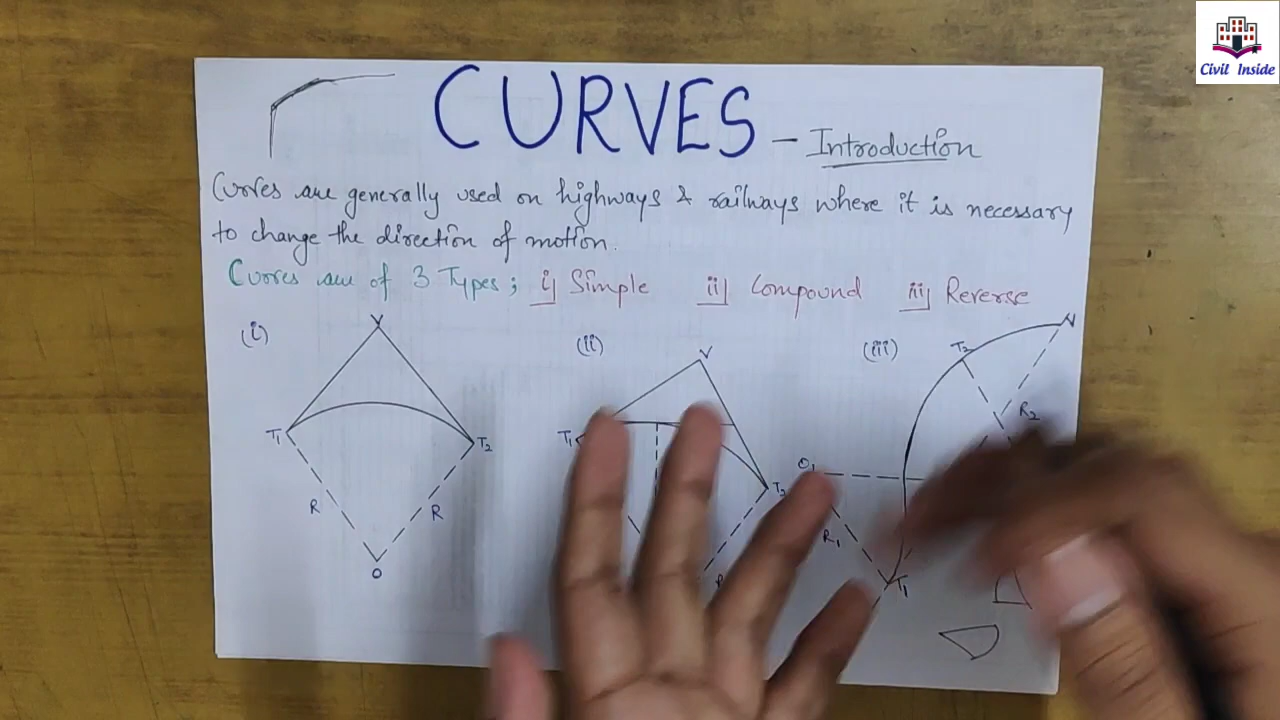 Civil Inside
CURVES - Introduction
Curves are generally used on highways & railways where it is necessary
to change the direction of motion.
Curves are of 3 Types; i) Simple ii) Compound iii) Reverse
(i)
V
T1
T2
R
R
O
(ii)
V
T1
T2
(iii)
T2
V
R2
O1
R1
T1